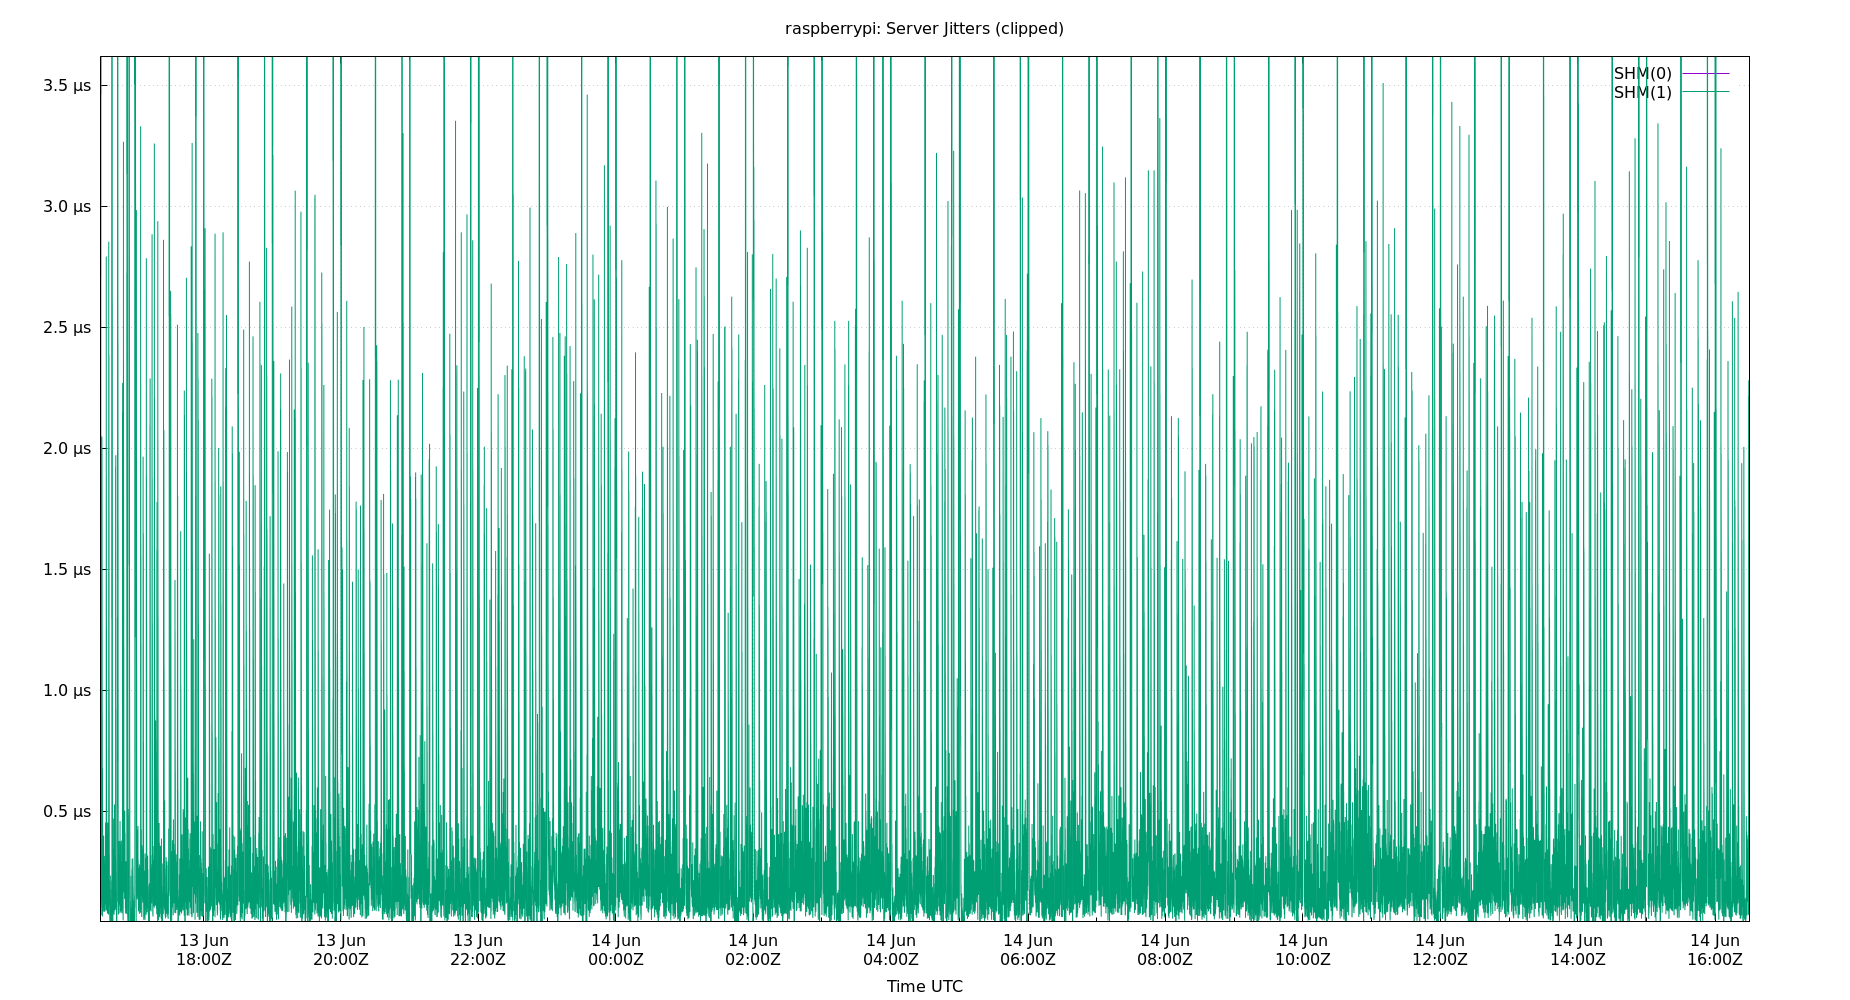 raspberrypi: Server Jitters (clipped)
SHM(0)
SHM(1)
3.5 µs
3.0 µs
2.5 µs
2.0 µs
1.5 µs
1.0 µs
0.5 µs
13 Jun 13 Jun 13 Jun 14 Jun 14 Jun 14 Jun 14 Jun 14 Jun 14 Jun 14 Jun 14 Jun 14 Jun
18:00Z 20:00Z 22:00Z 00:00Z 02:00Z 04:00Z 06:00Z 08:00Z 10:00Z 12:00Z 14:00Z 16:00Z
Time UTC